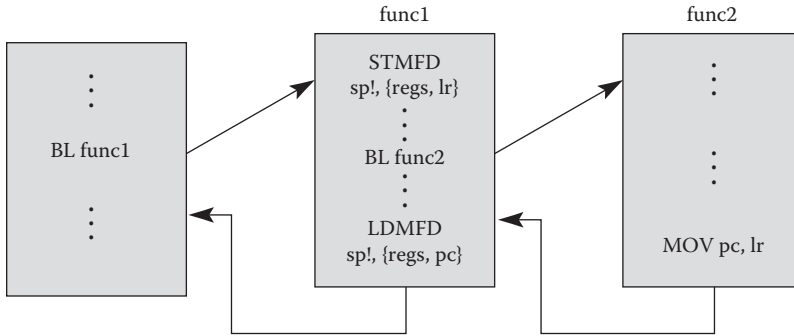 func1
func2
BL func1
STMFD
sp!, {regs, lr}
BL func2
LDMFD
sp!, {regs, pc}
MOV pc, lr